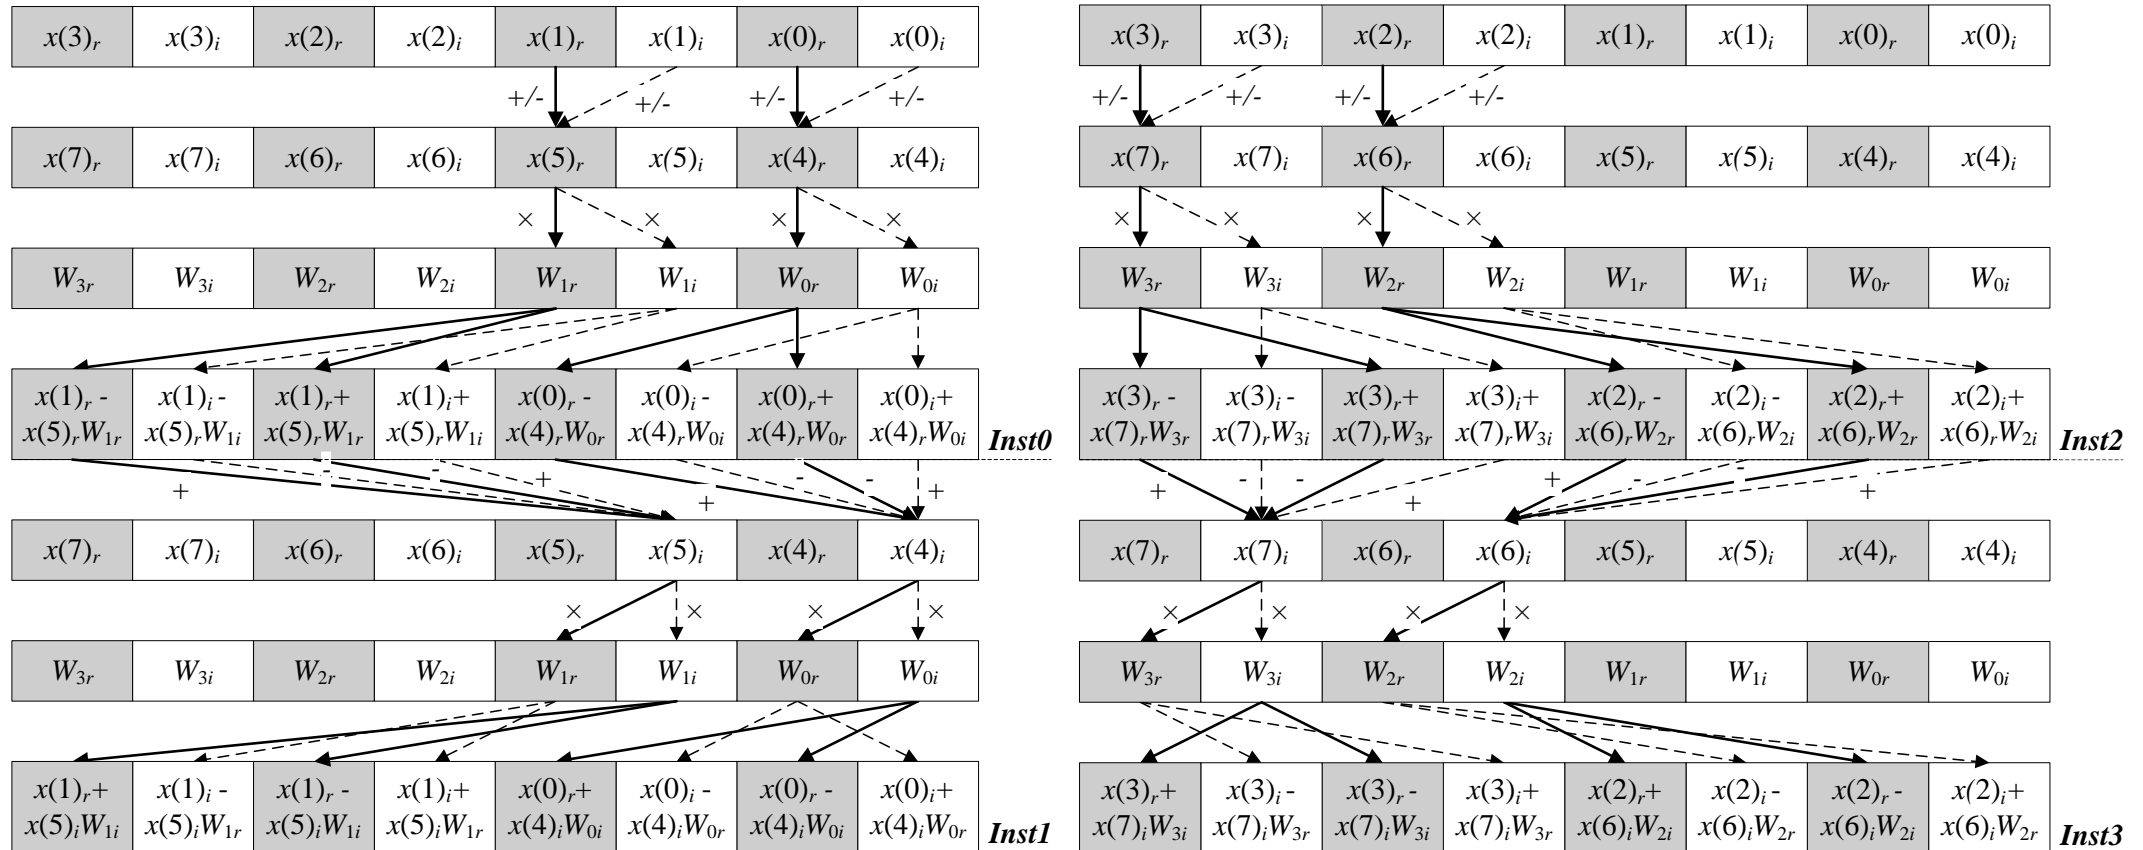 x(3)r x(3)i x(2)r x(2)i x(1)r x(1)i x(0)r x(0)i
+/- +/- +/- +/-
x(7)r x(7)i x(6)r x(6)i x(5)r x(5)i x(4)r x(4)i
× × × ×
W3r W3i W2r W2i W1r W1i W0r W0i
x(1)r - x(1)i - x(1)r+ x(1)i+ x(0)r - x(0)i - x(0)r+ x(0)i+
x(5)rW1r x(5)rW1i x(5)rW1r x(5)rW1i x(4)rW0r x(4)rW0i x(4)rW0r x(4)rW0i
Inst0
+ - - + + - - +
x(7)r x(7)i x(6)r x(6)i x(5)r x(5)i x(4)r x(4)i
× × × ×
W3r W3i W2r W2i W1r W1i W0r W0i
x(1)r+ x(1)i - x(1)r - x(1)i+ x(0)r+ x(0)i - x(0)r - x(0)i+
x(5)iW1i x(5)iW1r x(5)iW1i x(5)iW1r x(4)iW0i x(4)iW0r x(4)iW0i x(4)iW0r
Inst1
x(3)r x(3)i x(2)r x(2)i x(1)r x(1)i x(0)r x(0)i
+/- +/- +/- +/-
x(7)r x(7)i x(6)r x(6)i x(5)r x(5)i x(4)r x(4)i
× × × ×
W3r W3i W2r W2i W1r W1i W0r W0i
x(3)r - x(3)i - x(3)r+ x(3)i+ x(2)r - x(2)i - x(2)r+ x(2)i+
x(7)rW3r x(7)rW3i x(7)rW3r x(7)rW3i x(6)rW2r x(6)rW2i x(6)rW2r x(6)rW2i
Inst2
+ - - + + - - +
x(7)r x(7)i x(6)r x(6)i x(5)r x(5)i x(4)r x(4)i
× × × ×
W3r W3i W2r W2i W1r W1i W0r W0i
x(3)r+ x(3)i - x(3)r - x(3)i+ x(2)r+ x(2)i - x(2)r - x(2)i+
x(7)iW3i x(7)iW3r x(7)iW3i x(7)iW3r x(6)iW2i x(6)iW2r x(6)iW2i x(6)iW2r
Inst3